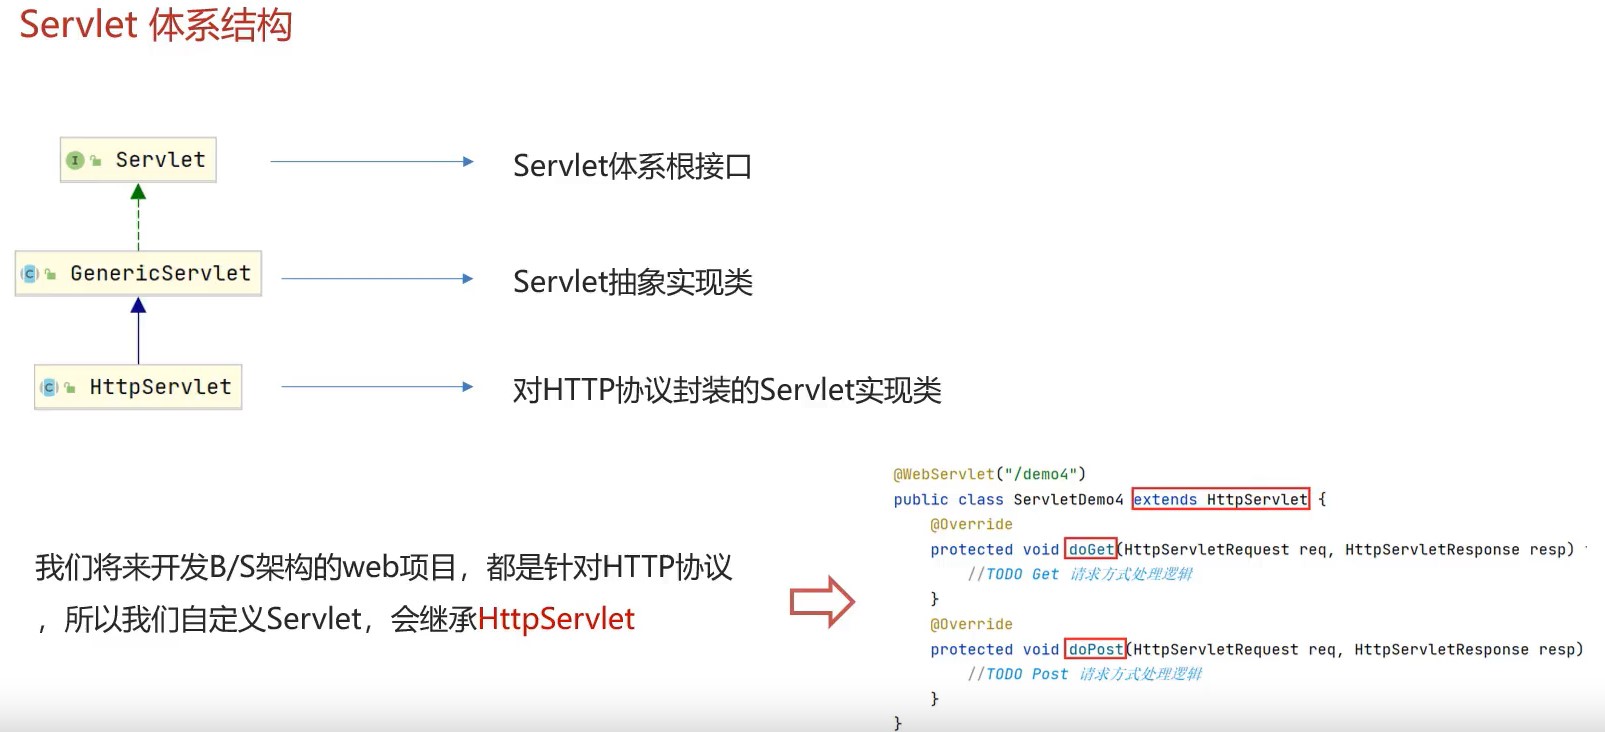 Servlet 体系结构
Servlet
Servlet体系根接口
GenericServlet
Servlet抽象实现类
HttpServlet
对HTTP协议封装的Servlet实现类
我们将来开发B/S架构的web项目，都是针对HTTP协议
，所以我们自定义Servlet，会继承HttpServlet
@WebServlet("/demo4")
public class ServletDemo4 extends HttpServlet {
@Override
protected void doGet(HttpServletRequest req, HttpServletResponse resp)
//TODO Get 请求方式处理逻辑
}
@Override
protected void doPost(HttpServletRequest req, HttpServletResponse resp)
//TODO Post 请求方式处理逻辑
}
}